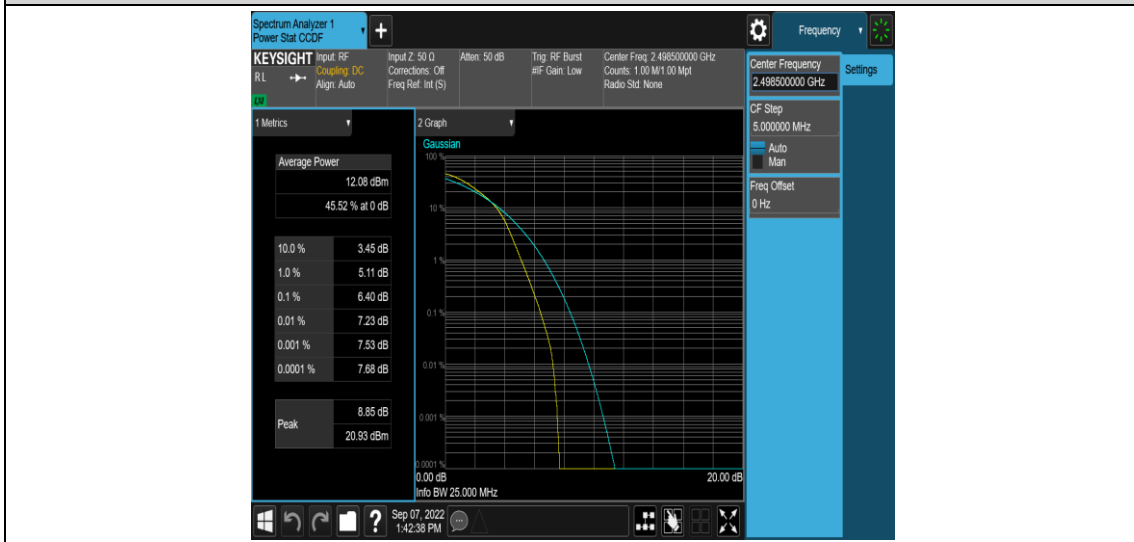 Spectrum Analyzer 1
Power Stat CCDF
+
Frequency
KEYSIGHT
RL
LXI
Input: RF
Coupling: DC
Align: Auto
Input Z: 50 Ω
Corrections: Off
Freq Ref: Int (S)
Atten: 50 dB
Trig: RF Burst
#IF Gain: Low
Center Freq: 2.498500000 GHz
Counts: 1.00 M/1.00 Mpt
Radio Std: None
Center Frequency
2.498500000 GHz
Settings
CF Step
5.000000 MHz
Auto
Man
Freq Offset
0 Hz
1 Metrics
Average Power
12.08 dBm
45.52 % at 0 dB
10.0 % 3.45 dB
1.0 % 5.11 dB
0.1 % 6.40 dB
0.01 % 7.23 dB
0.001 % 7.53 dB
0.0001 % 7.68 dB
Peak
8.85 dB
20.93 dBm
2 Graph
Gaussian
100 %
10 %
1 %
0.1 %
0.01 %
0.001 %
0.0001 %
0.00 dB 20.00 dB
Info BW 25.000 MHz
?
Sep 07, 2022
1:42:38 PM